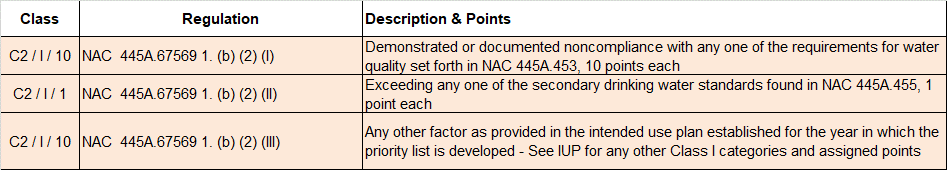 Class Regulation Description & Points
C2 / I / 10 NAC 445A.67569 1. (b) (2) (I) Demonstrated or documented noncompliance with any one of the requirements for water
quality set forth in NAC 445A.453, 10 points each
C2 / I / 1 NAC 445A.67569 1. (b) (2) (II) Exceeding any one of the secondary drinking water standards found in NAC 445A.455, 1
point each
C2 / I / 10 NAC 445A.67569 1. (b) (2) (III) Any other factor as provided in the intended use plan established for the year in which the
priority list is developed - See IUP for any other Class I categories and assigned points